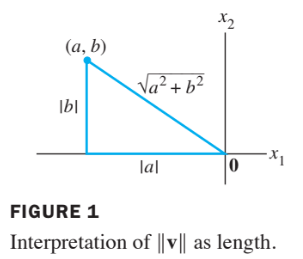 x₂
(a, b)
√a² + b²
|b|
|a|
0
x₁
FIGURE 1
Interpretation of ‖v‖ as length.